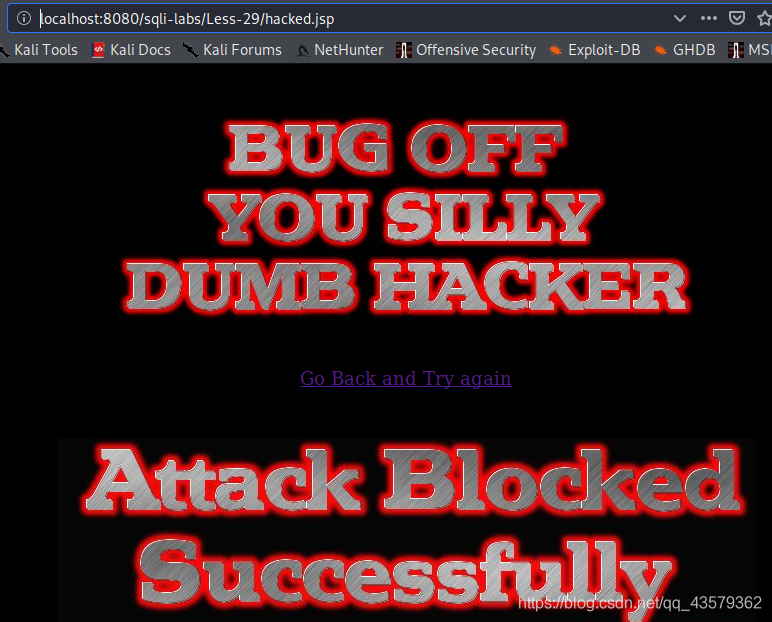 localhost:8080/sqli-labs/Less-29/hacked.jsp
Kali Tools Kali Docs Kali Forums NetHunter Offensive Security Exploit-DB GHDB
BUG OFF
YOU SILLY
DUMB HACKER
Go Back and Try again
Attack Blocked
Successfully
https://blog.csdn.net/qq_43579362